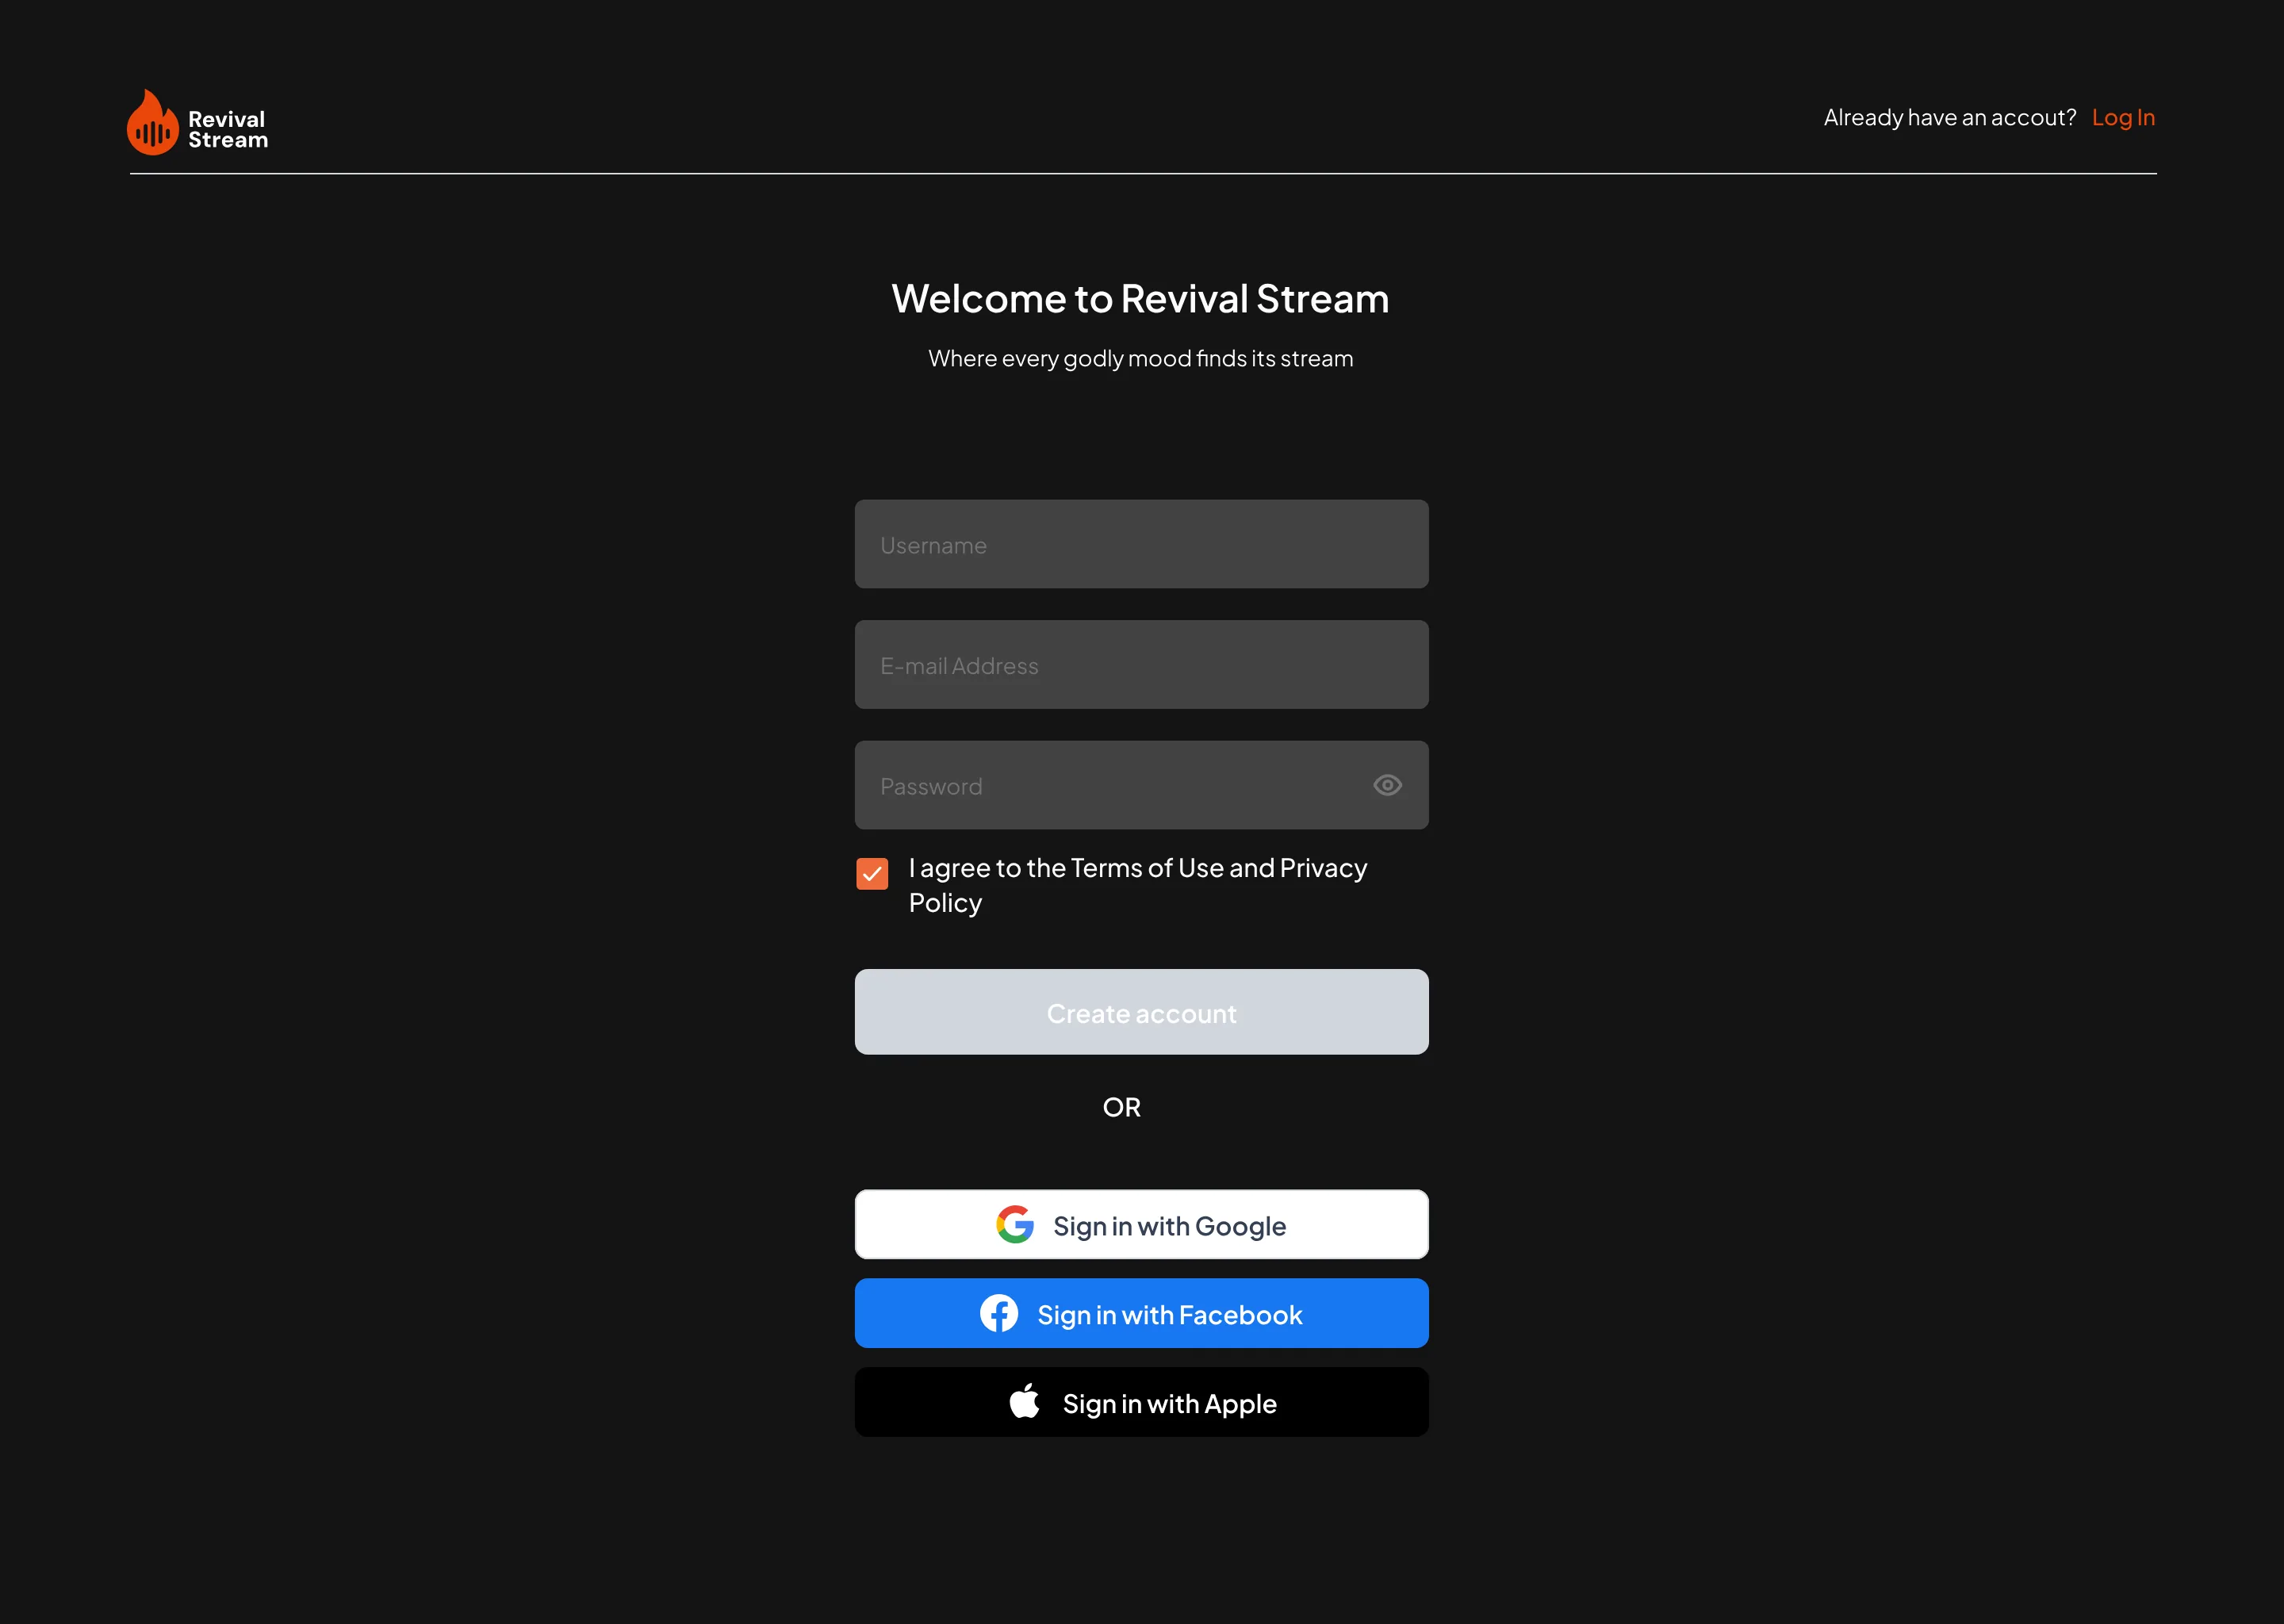 Revival
Stream
Already have an accout? Log In
Welcome to Revival Stream
Where every godly mood finds its stream
Username
E-mail Address
Password
I agree to the Terms of Use and Privacy
Policy
Create account
OR
Sign in with Google
Sign in with Facebook
Sign in with Apple